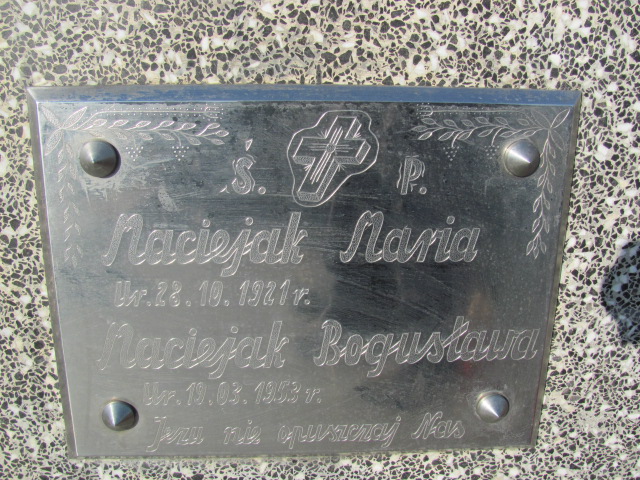 Ś. P.
Maciejak Maria
Ur. 28. 10. 1921 r.
Maciejak Bogusława
Ur. 19. 03. 1953 r.
Jezu nie opuszczaj Nas